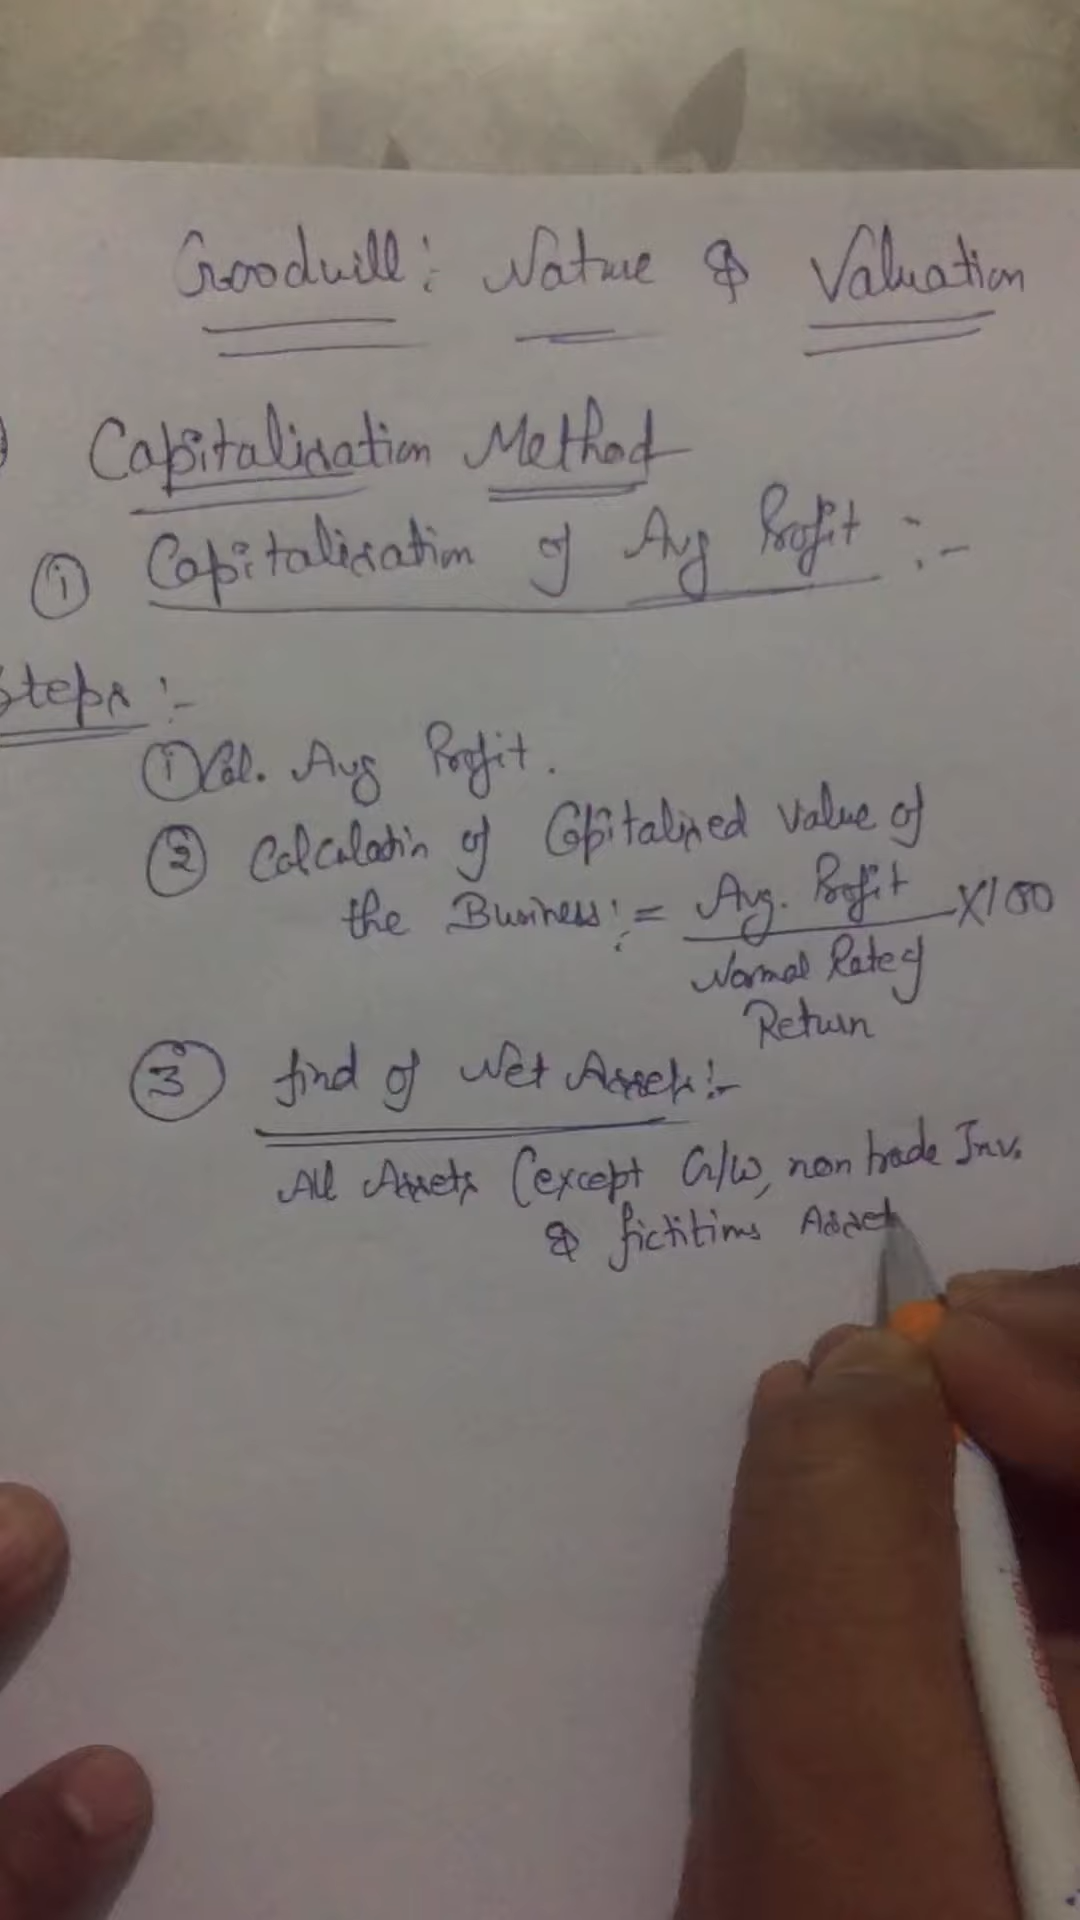 Goodwill: Nature & Valuation
Capitalisation Method
① Capitalisation of Avg Profit :-
Steps :-
① Cal. Avg Profit.
② Calculatin of Capitalised Value of
the Business := Avg. Profit X100
Normal Rate of
Return
③ find of Net Assets:-
All Assets (except G/W, non trade Inv.
& fictitious Asset